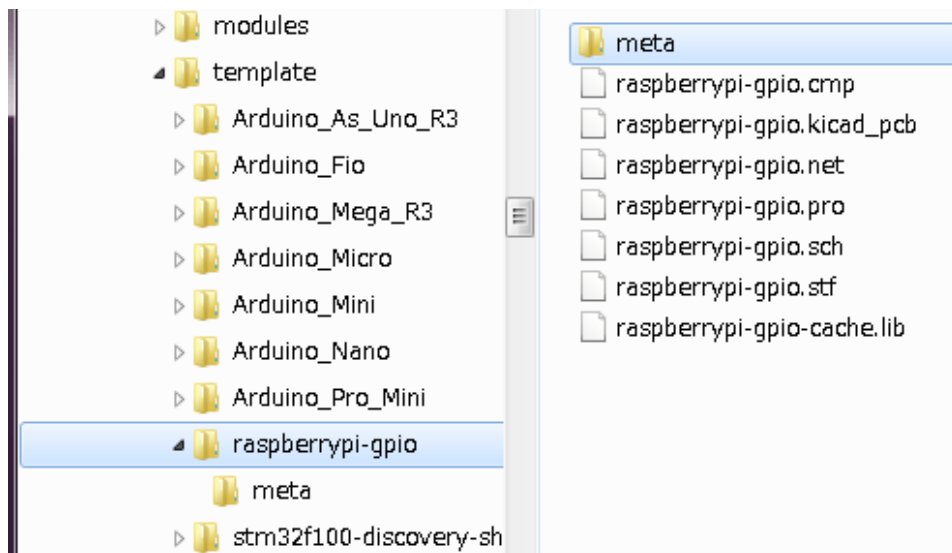 modules
template
Arduino_As_Uno_R3
Arduino_Fio
Arduino_Mega_R3
Arduino_Micro
Arduino_Mini
Arduino_Nano
Arduino_Pro_Mini
raspberrypi-gpio
meta
stm32f100-discovery-sh
meta
raspberrypi-gpio.cmp
raspberrypi-gpio.kicad_pcb
raspberrypi-gpio.net
raspberrypi-gpio.pro
raspberrypi-gpio.sch
raspberrypi-gpio.stf
raspberrypi-gpio-cache.lib